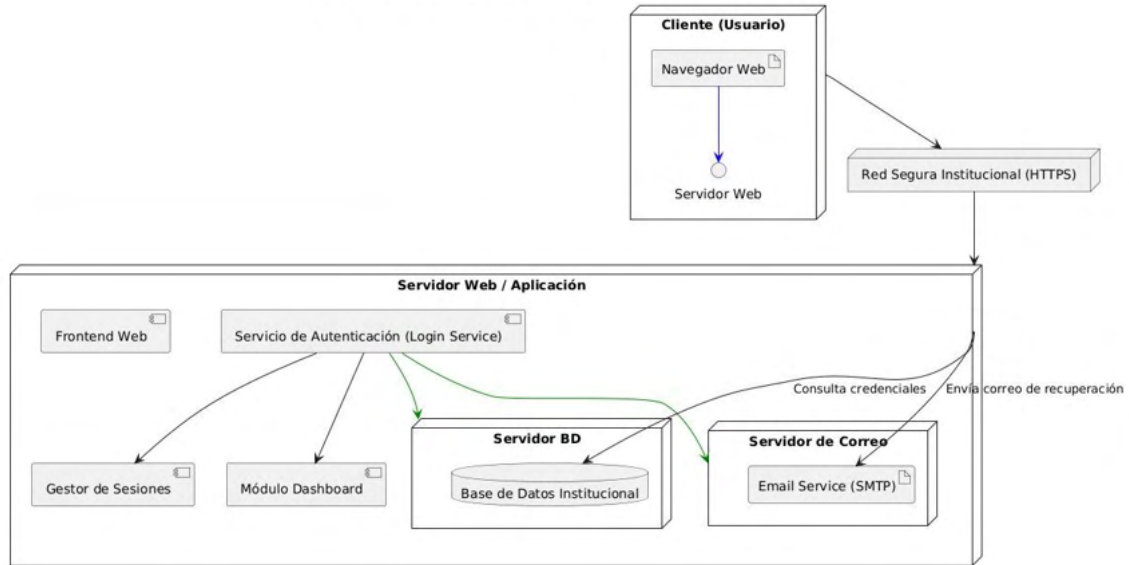 Cliente (Usuario)
Navegador Web
Servidor Web
Red Segura Institucional (HTTPS)
Servidor Web / Aplicación
Frontend Web
Servicio de Autenticación (Login Service)
Consulta credenciales
Envía correo de recuperación
Servidor BD
Servidor de Correo
Gestor de Sesiones
Módulo Dashboard
Base de Datos Institucional
Email Service (SMTP)